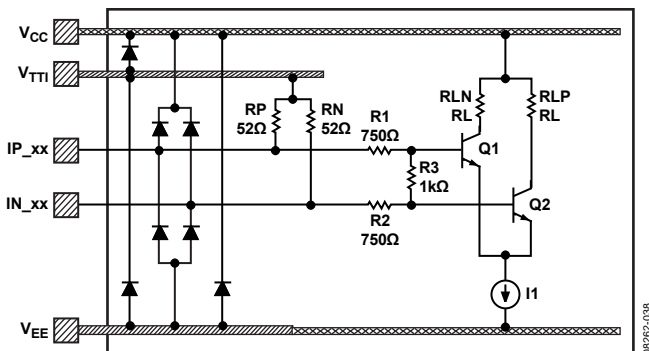 VCC
VTTI
RP
52Ω
RN
52Ω
R1
750Ω
RLN
RL
RLP
RL
IP_xx
Q1
R3
1kΩ
IN_xx
R2
750Ω
Q2
I1
VEE
08262-038